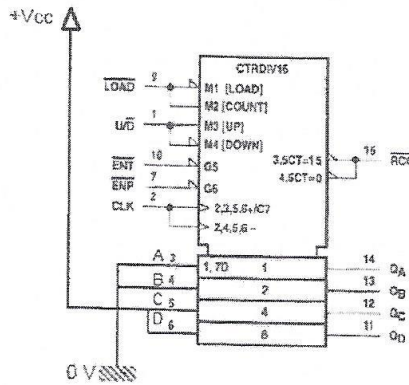 +Vcc
CTRDIV16
LOAD 9 M1 [LOAD]
M2 [COUNT]
U/D 1 M3 [UP]
M4 [DOWN]
ENT 10 G5
3,5CT=15 15 RCO
ENP 7 G6
4,5CT=0
CLK 2 2,3,5,6+/C7
2,4,5,6-
A 3 1,7D 1 14 QA
B 4 2 13 QB
C 5 4 12 QC
D 6 8 11 QD
0 V